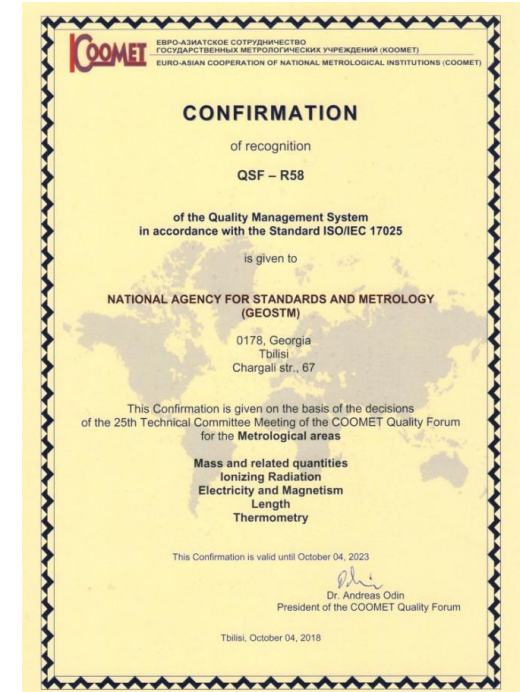 COOMET
ЕВРО-АЗИАТСКОЕ СОТРУДНИЧЕСТВО
ГОСУДАРСТВЕННЫХ МЕТРОЛОГИЧЕСКИХ УЧРЕЖДЕНИЙ (КООМЕТ)
EURO-ASIAN COOPERATION OF NATIONAL METROLOGICAL INSTITUTIONS (COOMET)
CONFIRMATION
of recognition
QSF – R58
of the Quality Management System
in accordance with the Standard ISO/IEC 17025
is given to
NATIONAL AGENCY FOR STANDARDS AND METROLOGY
(GEOSTM)
0178, Georgia
Tbilisi
Chargali str., 67
This Confirmation is given on the basis of the decisions
of the 25th Technical Committee Meeting of the COOMET Quality Forum
for the Metrological areas
Mass and related quantities
Ionizing Radiation
Electricity and Magnetism
Length
Thermometry
This Confirmation is valid until October 04, 2023
Dr. Andreas Odin
President of the COOMET Quality Forum
Tbilisi, October 04, 2018